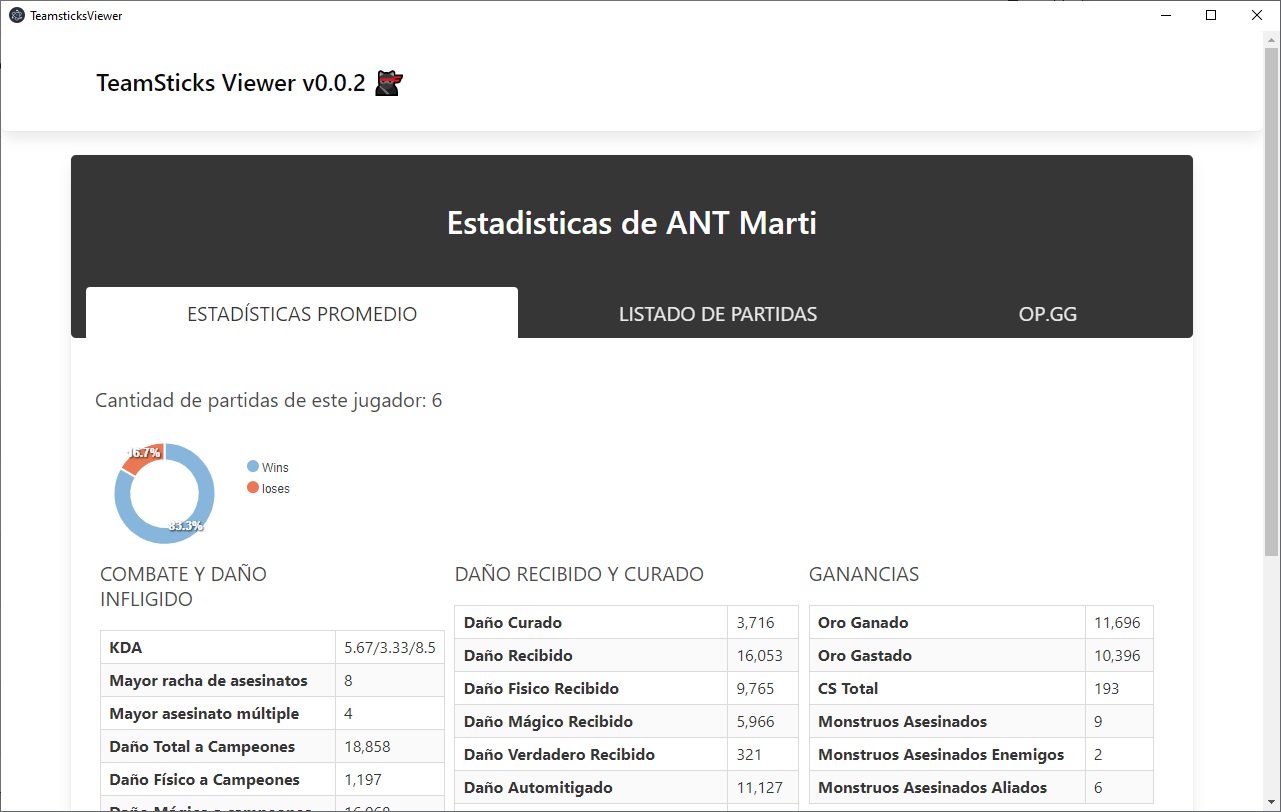 TeamsticksViewer
TeamSticks Viewer v0.0.2
Estadisticas de ANT Marti
ESTADÍSTICAS PROMEDIO
LISTADO DE PARTIDAS
OP.GG
Cantidad de partidas de este jugador: 6
16.7%
83.3%
Wins
loses
COMBATE Y DAÑO
INFLIGIDO
KDA 5.67/3.33/8.5
Mayor racha de asesinatos 8
Mayor asesinato múltiple 4
Daño Total a Campeones 18,858
Daño Físico a Campeones 1,197
Daño Mágico a campeones 16,968
DAÑO RECIBIDO Y CURADO
Daño Curado 3,716
Daño Recibido 16,053
Daño Fisico Recibido 9,765
Daño Mágico Recibido 5,966
Daño Verdadero Recibido 321
Daño Automitigado 11,127
GANANCIAS
Oro Ganado 11,696
Oro Gastado 10,396
CS Total 193
Monstruos Asesinados 9
Monstruos Asesinados Enemigos 2
Monstruos Asesinados Aliados 6